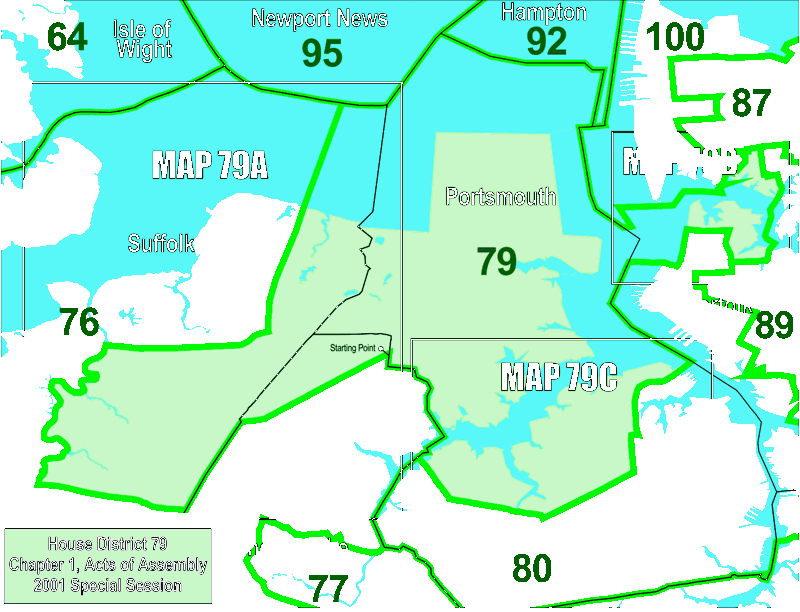 64
Isle of
Wight
Newport News
95
Hampton
92
100
87
MAP 79A
Portsmouth
Suffolk
79
76
89
Starting Point
MAP 79C
House District 79
Chapter 1, Acts of Assembly
2001 Special Session
77
80